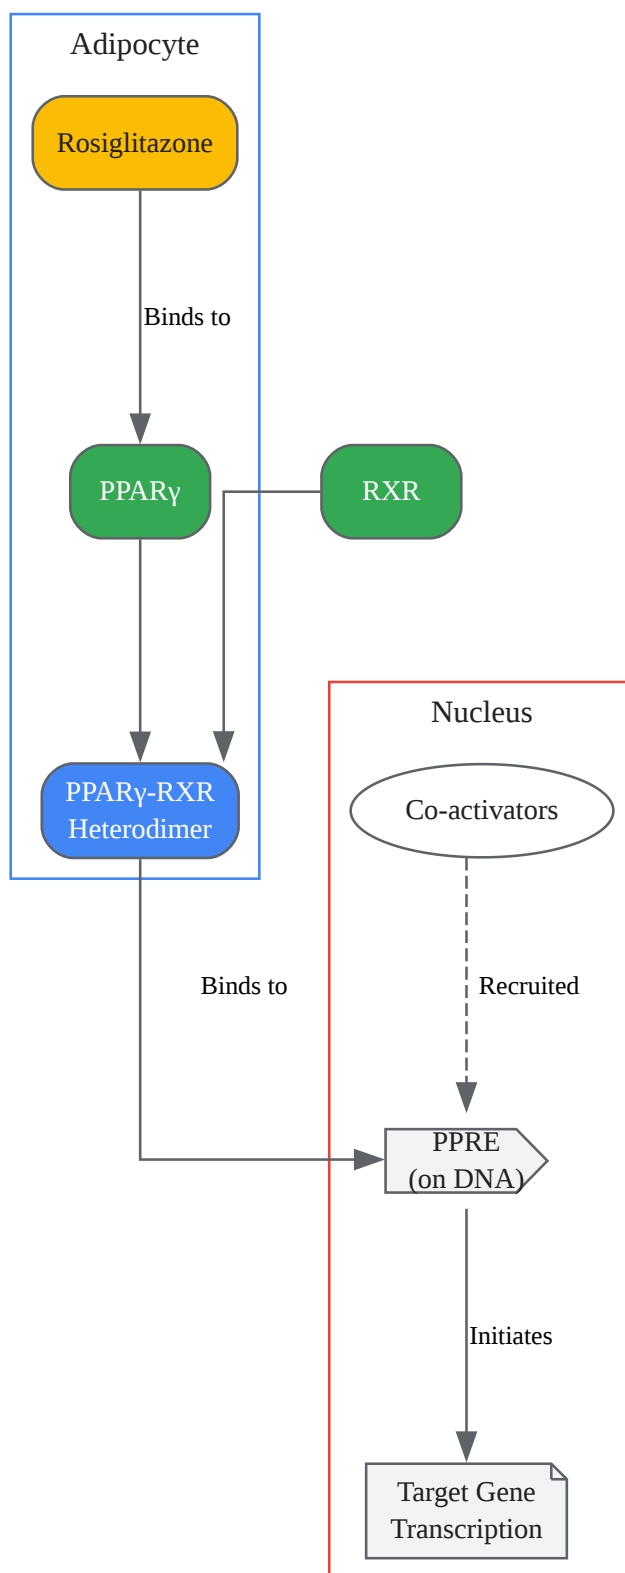 Adipocyte
Rosiglitazone
Binds to
PPARγ
RXR
Nucleus
PPARγ-RXR
Heterodimer
Co-activators
Binds to
Recruited
PPRE
(on DNA)
Initiates
Target Gene
Transcription